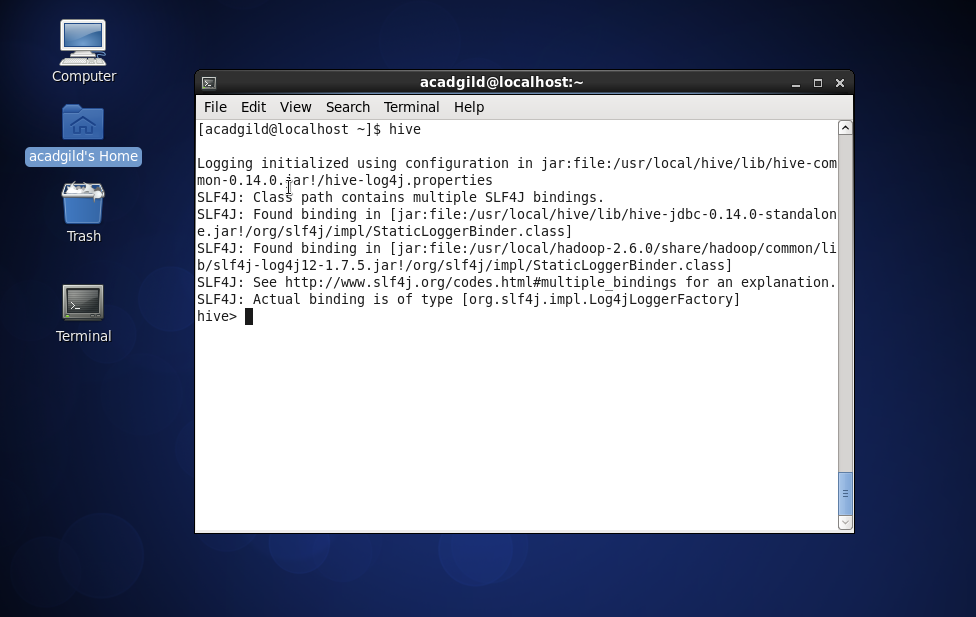 Computer
acadgild's Home
Trash
Terminal
acadgild@localhost:~
File Edit View Search Terminal Help
[acadgild@localhost ~]$ hive
Logging initialized using configuration in jar:file:/usr/local/hive/lib/hive-com
mon-0.14.0.jar!/hive-log4j.properties
SLF4J: Class path contains multiple SLF4J bindings.
SLF4J: Found binding in [jar:file:/usr/local/hive/lib/hive-jdbc-0.14.0-standalon
e.jar!/org/slf4j/impl/StaticLoggerBinder.class]
SLF4J: Found binding in [jar:file:/usr/local/hadoop-2.6.0/share/hadoop/common/li
b/slf4j-log4j12-1.7.5.jar!/org/slf4j/impl/StaticLoggerBinder.class]
SLF4J: See http://www.slf4j.org/codes.html#multiple_bindings for an explanation.
SLF4J: Actual binding is of type [org.slf4j.impl.Log4jLoggerFactory]
hive>